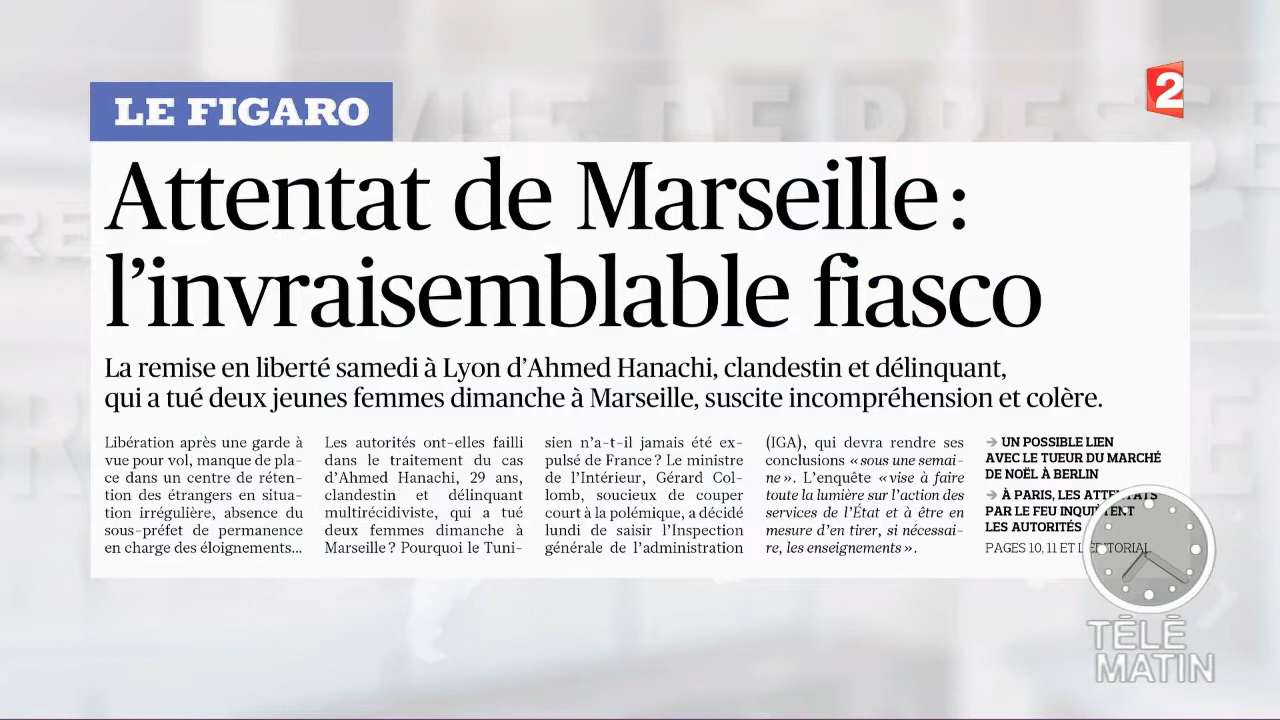 LE FIGARO
2
Attentat de Marseille :
l’invraisemblable fiasco
La remise en liberté samedi à Lyon d’Ahmed Hanachi, clandestin et délinquant,
qui a tué deux jeunes femmes dimanche à Marseille, suscite incompréhension et colère.
Libération après une garde à
vue pour vol, manque de pla-
ce dans un centre de réten-
tion des étrangers en situa-
tion irrégulière, absence du
sous-préfet de permanence
en charge des éloignements...
Les autorités ont-elles failli
dans le traitement du cas
d’Ahmed Hanachi, 29 ans,
clandestin et délinquant
multirécidiviste, qui a tué
deux femmes dimanche à
Marseille ? Pourquoi le Tuni-
sien n’a-t-il jamais été ex-
pulsé de France ? Le ministre
de l’Intérieur, Gérard Col-
lomb, soucieux de couper
court à la polémique, a décidé
lundi de saisir l’Inspection
générale de l’administration
(IGA), qui devra rendre ses
conclusions « sous une semai-
ne ». L’enquête « vise à faire
toute la lumière sur l’action des
services de l’État et à être en
mesure d’en tirer, si nécessai-
re, les enseignements ».
→ UN POSSIBLE LIEN
AVEC LE TUEUR DU MARCHÉ
DE NOËL À BERLIN
→ À PARIS, LES ATTENTATS
PAR LE FEU INQUIÈTENT
LES AUTORITÉS
PAGES 10, 11 ET L’ÉDITORIAL
TÉLÉ
MATIN